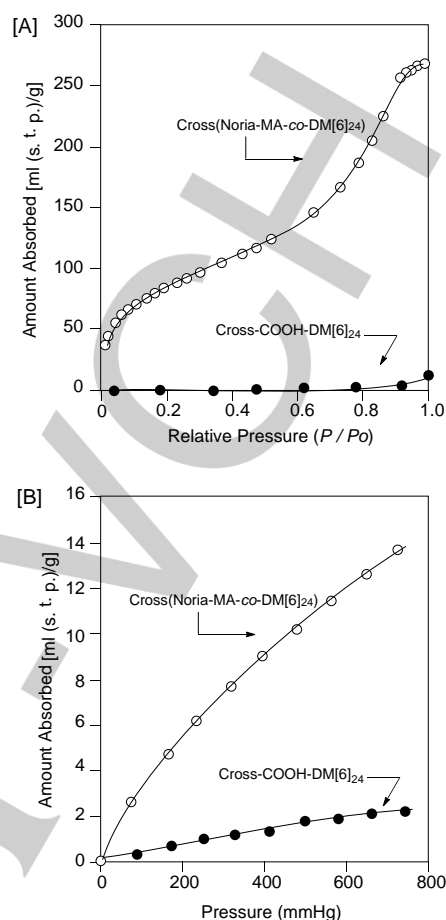 [A]
300
250
200
150
100
50
0
Cross(Noria-MA-co-DM[6]24)
Cross-COOH-DM[6]24
Amount Absorbed [ml (s. t. p.)/g]
0 0.2 0.4 0.6 0.8 1.0
Relative Pressure (P / Po)
[B]
16
14
12
10
8
6
4
2
0
Cross(Noria-MA-co-DM[6]24)
Cross-COOH-DM[6]24
Amount Absorbed [ml (s. t. p.)/g]
0 200 400 600 800
Pressure (mmHg)